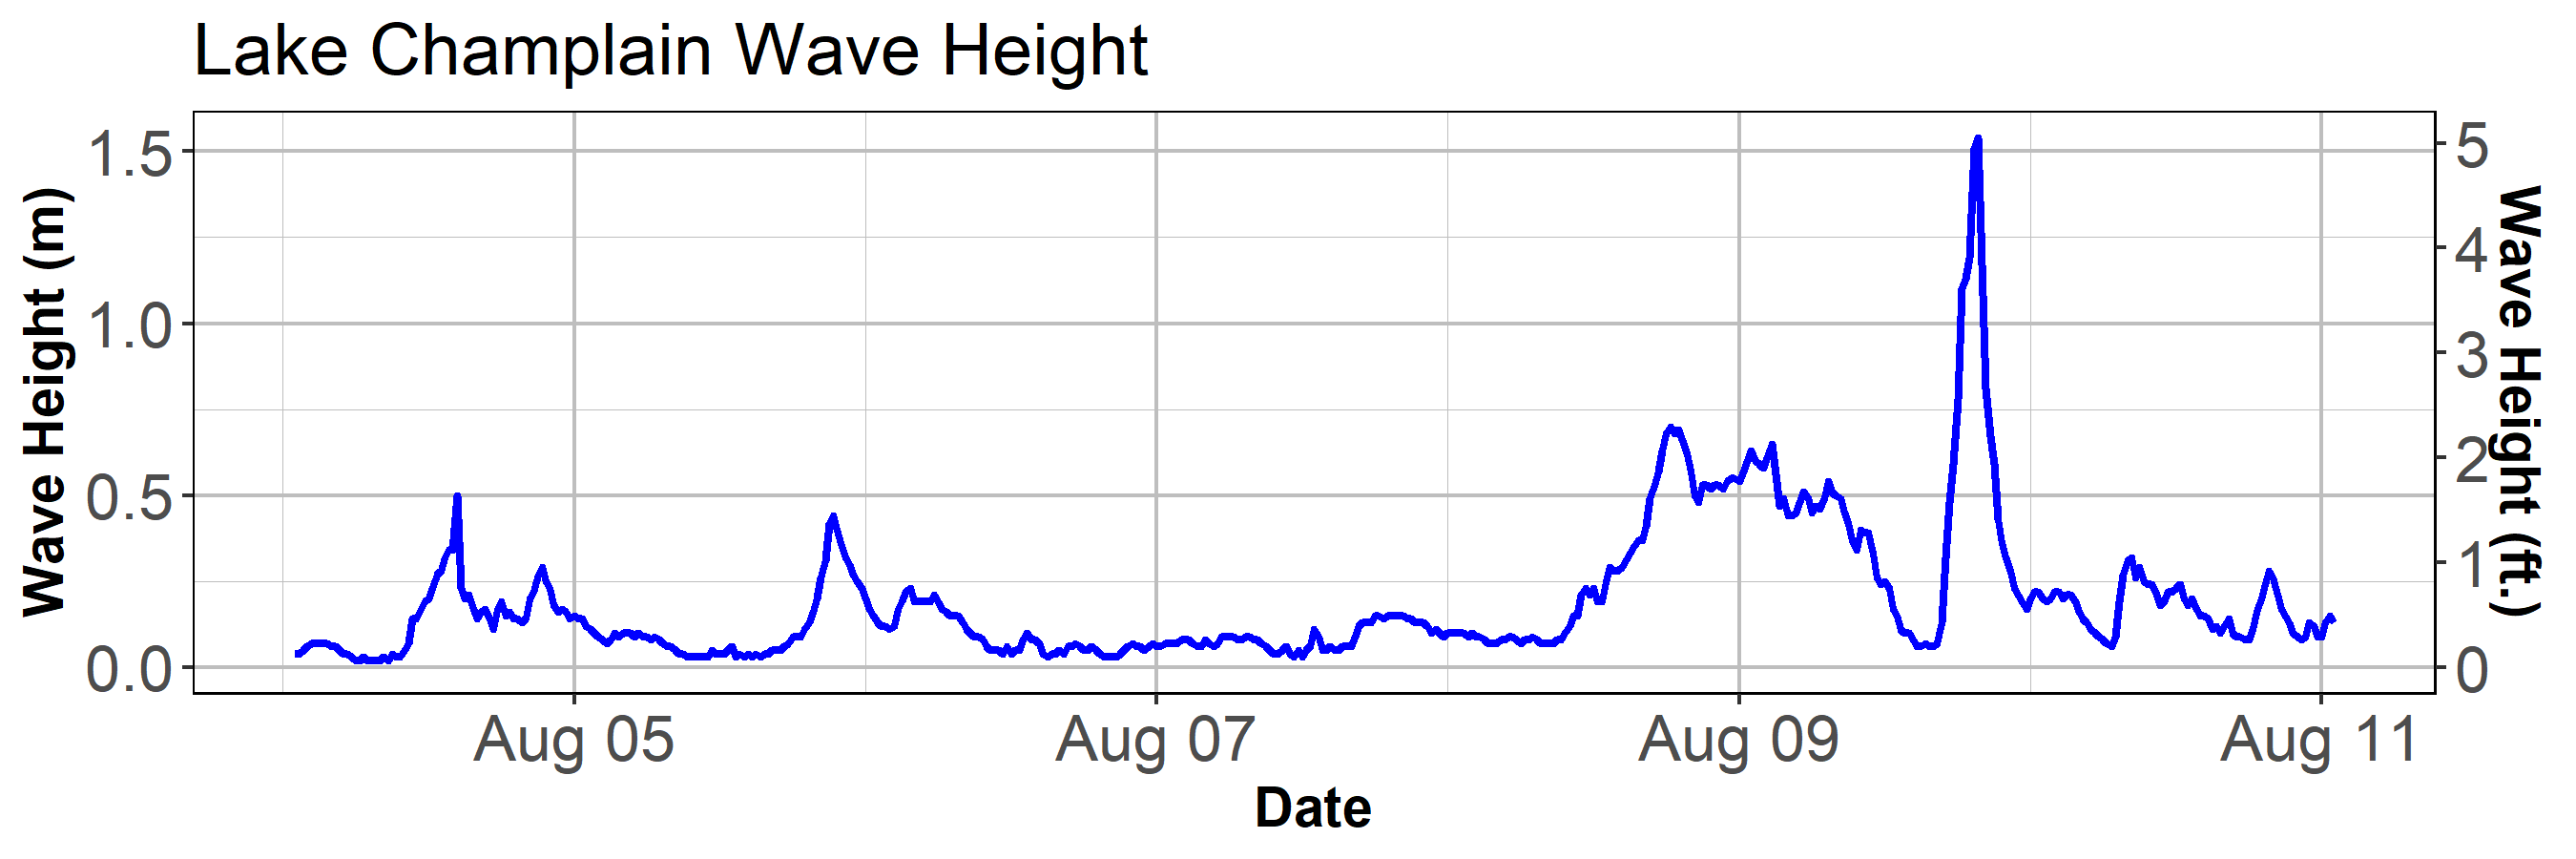 Lake Champlain Wave Height
Wave Height (m)
1.5
1.0
0.5
0.0
5
4
3
2
1
0
Wave Height (ft.)
Aug 05
Aug 07
Aug 09
Aug 11
Date